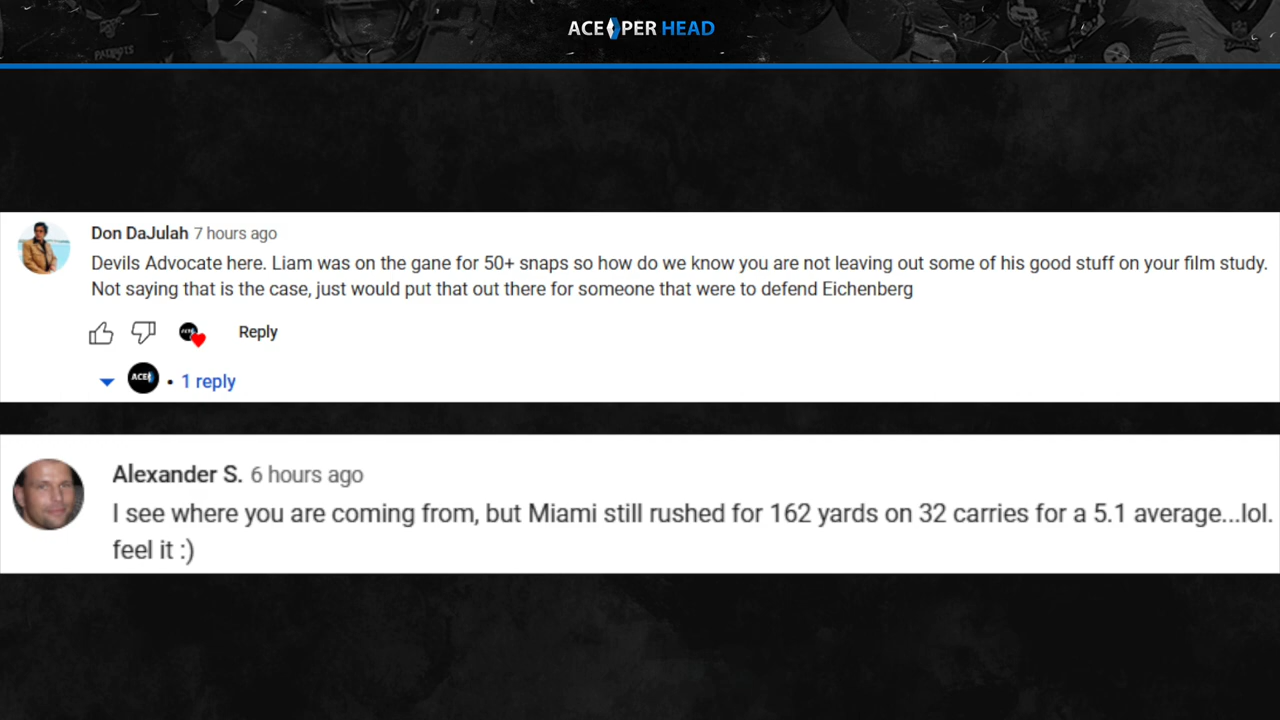 ACE PER HEAD
PATRIOTS
Don DaJulah 7 hours ago
Devils Advocate here. Liam was on the gane for 50+ snaps so how do we know you are not leaving out some of his good stuff on your film study.
Not saying that is the case, just would put that out there for someone that were to defend Eichenberg
Reply
ACE • 1 reply
Alexander S. 6 hours ago
I see where you are coming from, but Miami still rushed for 162 yards on 32 carries for a 5.1 average...lol.
feel it :)